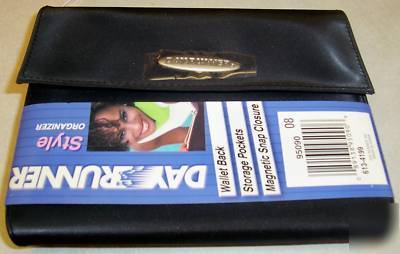 Style
ORGANIZER
DAY RUNNER
Wallet Back
Storage Pockets
Magnetic Snap Closure
95090
08
613-4199